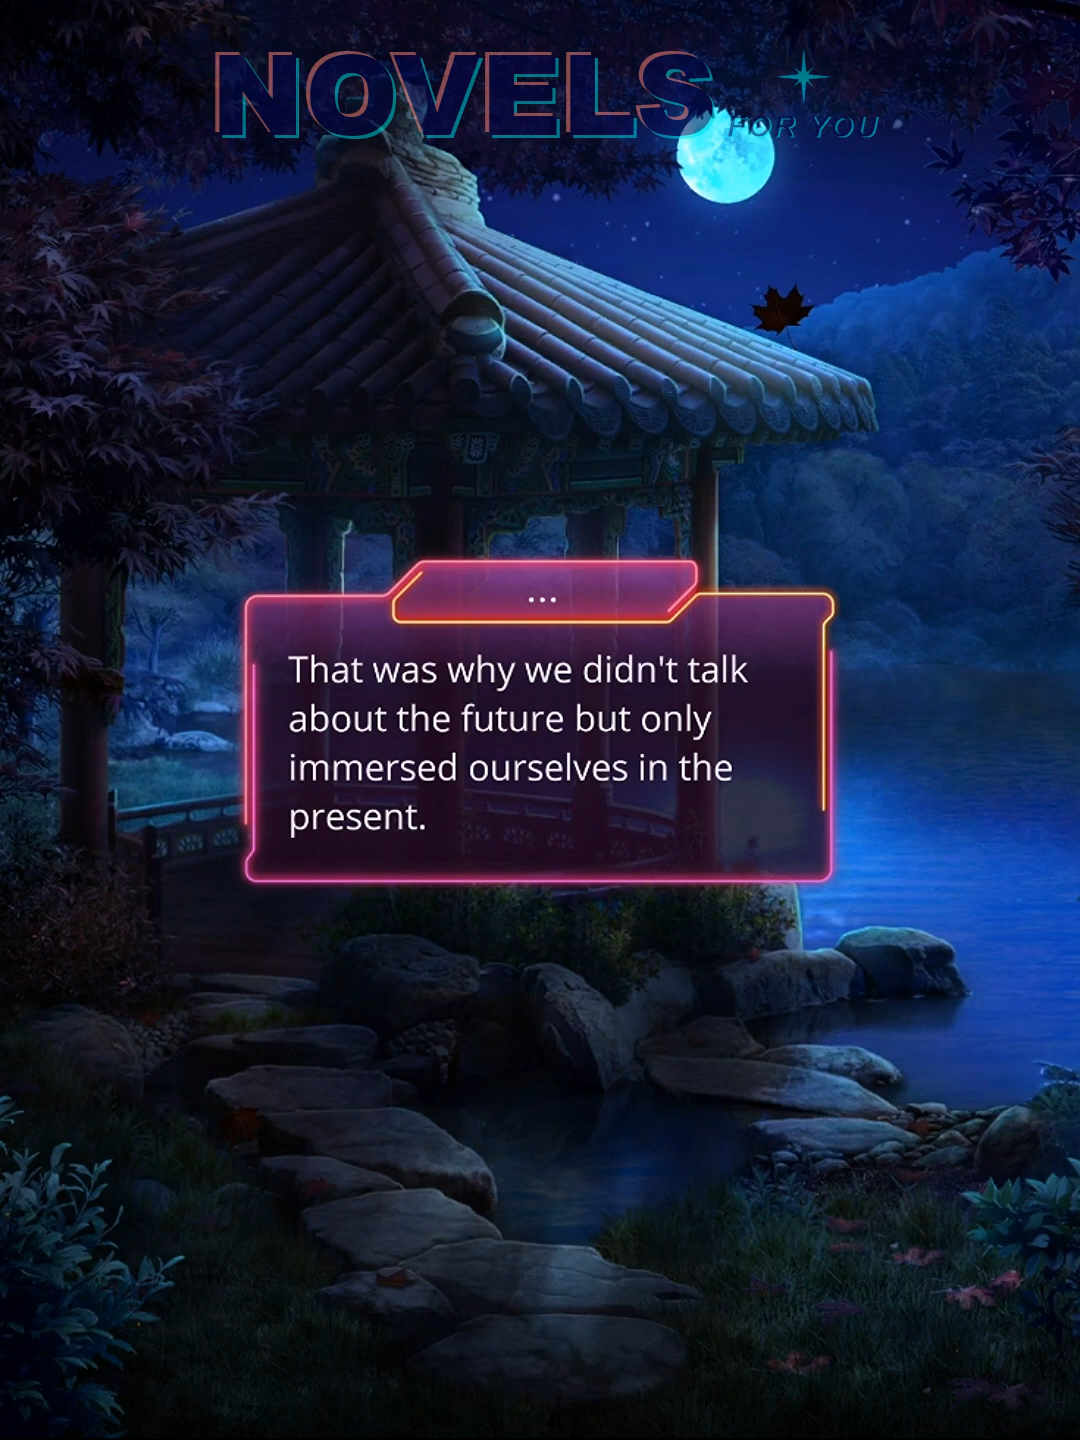 NOVELS
FOR YOU
...
That was why we didn't talk
about the future but only
immersed ourselves in the
present.